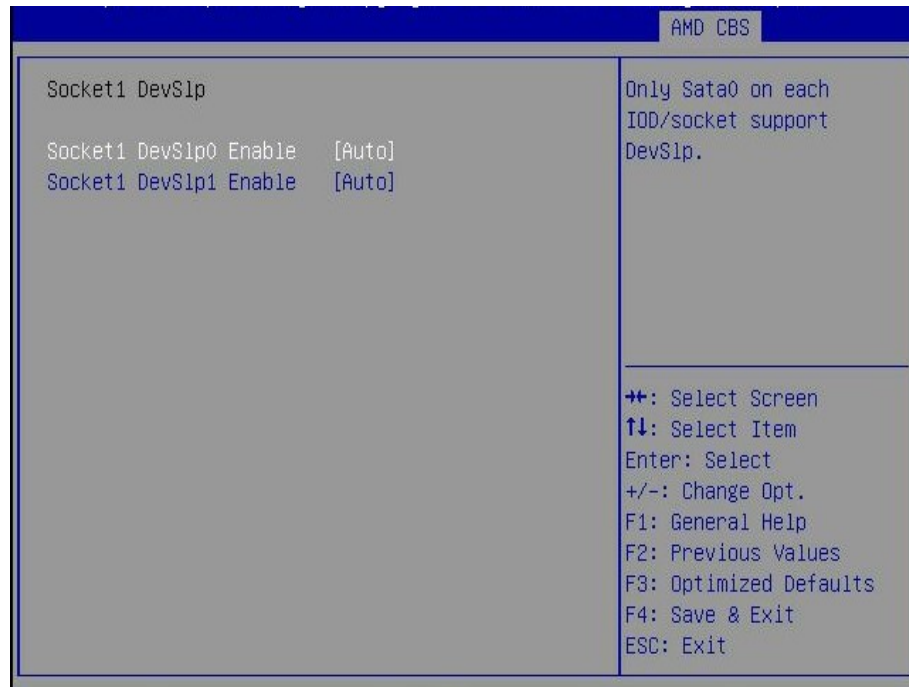 AMD CBS
Socket1 DevSlp
Socket1 DevSlp0 Enable [Auto]
Socket1 DevSlp1 Enable [Auto]
Only Sata0 on each
IOD/socket support
DevSlp.
→←: Select Screen
↑↓: Select Item
Enter: Select
+/-: Change Opt.
F1: General Help
F2: Previous Values
F3: Optimized Defaults
F4: Save & Exit
ESC: Exit